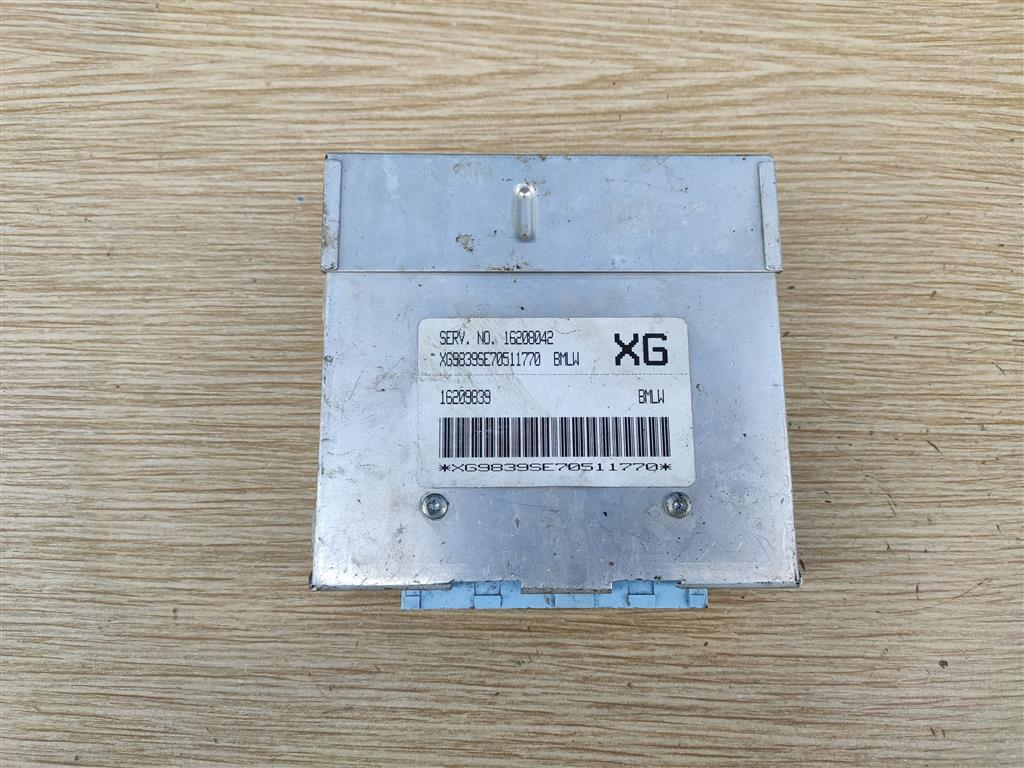 SERV. NO. 16208042
XG
XG9839SE70511770 BMLW
16209839 BMLW
*XG9839SE70511770*